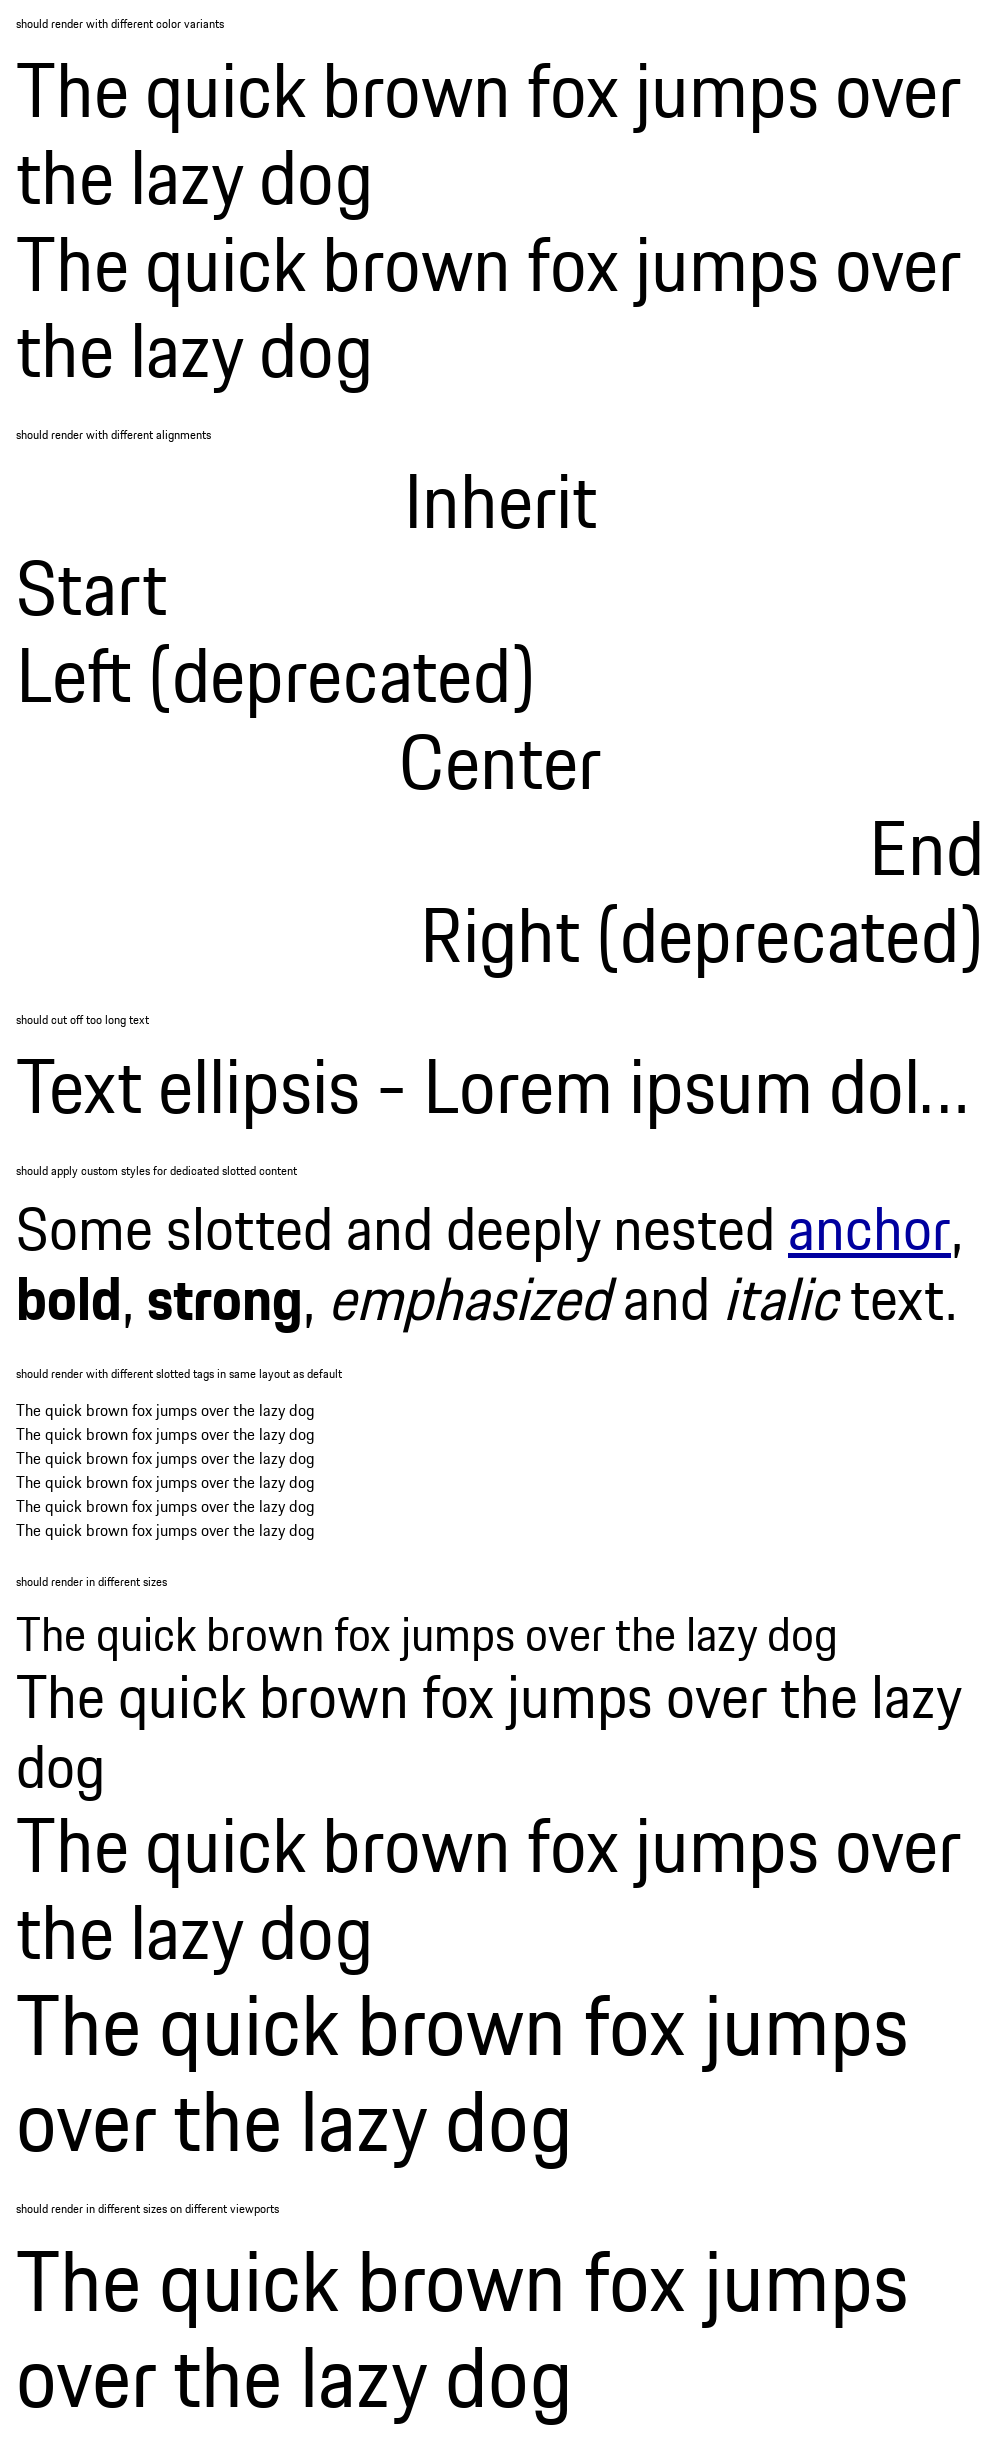 should render with different color variants
The quick brown fox jumps over
the lazy dog
The quick brown fox jumps over
the lazy dog
should render with different alignments
Inherit
Start
Left (deprecated)
Center
End
Right (deprecated)
should cut off too long text
Text ellipsis - Lorem ipsum dol…
should apply custom styles for dedicated slotted content
Some slotted and deeply nested anchor,
bold, strong, emphasized and italic text.
should render with different slotted tags in same layout as default
The quick brown fox jumps over the lazy dog
The quick brown fox jumps over the lazy dog
The quick brown fox jumps over the lazy dog
The quick brown fox jumps over the lazy dog
The quick brown fox jumps over the lazy dog
The quick brown fox jumps over the lazy dog
should render in different sizes
The quick brown fox jumps over the lazy dog
The quick brown fox jumps over the lazy
dog
The quick brown fox jumps over
the lazy dog
The quick brown fox jumps
over the lazy dog
should render in different sizes on different viewports
The quick brown fox jumps
over the lazy dog